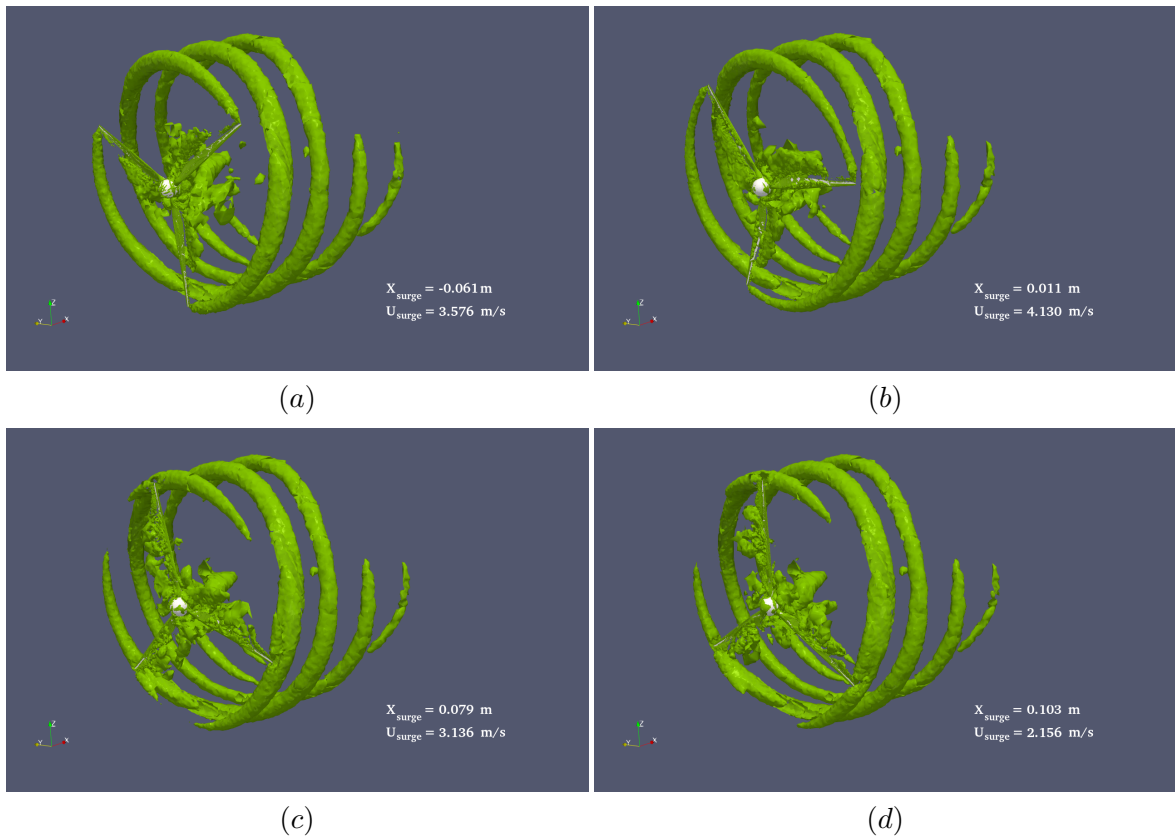 Z
Y
X
X_surge = -0.061 m
U_surge = 3.576 m/s
(a)
Z
Y
X
X_surge = 0.011 m
U_surge = 4.130 m/s
(b)
Z
Y
X
X_surge = 0.079 m
U_surge = 3.136 m/s
(c)
Z
Y
X
X_surge = 0.103 m
U_surge = 2.156 m/s
(d)